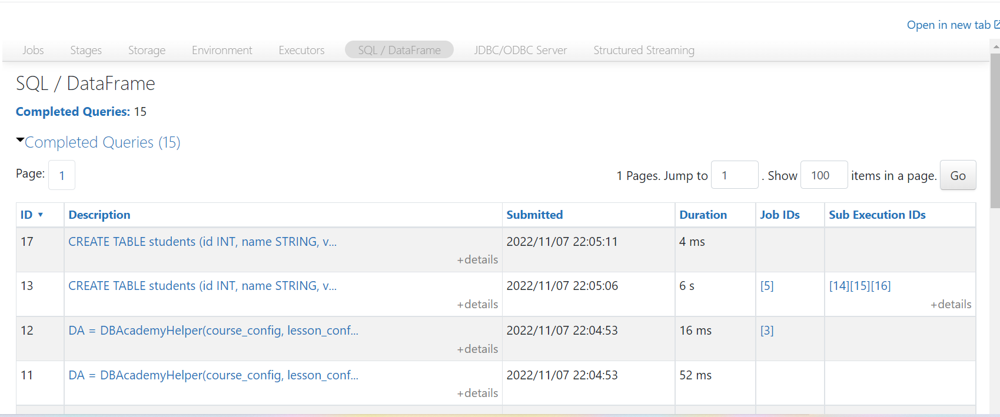 Open in new tab
Jobs Stages Storage Environment Executors SQL / DataFrame JDBC/ODBC Server Structured Streaming
SQL / DataFrame
Completed Queries: 15
Completed Queries (15)
Page: 1 1 Pages. Jump to 1 . Show 100 items in a page. Go
ID Description Submitted Duration Job IDs Sub Execution IDs
17 CREATE TABLE students (id INT, name STRING, v... 2022/11/07 22:05:11 4 ms
+details
13 CREATE TABLE students (id INT, name STRING, v... 2022/11/07 22:05:06 6 s [5] [14][15][16]
+details +details
12 DA = DBAcademyHelper(course_config, lesson_conf... 2022/11/07 22:04:53 16 ms [3]
+details
11 DA = DBAcademyHelper(course_config, lesson_conf... 2022/11/07 22:04:53 52 ms
+details